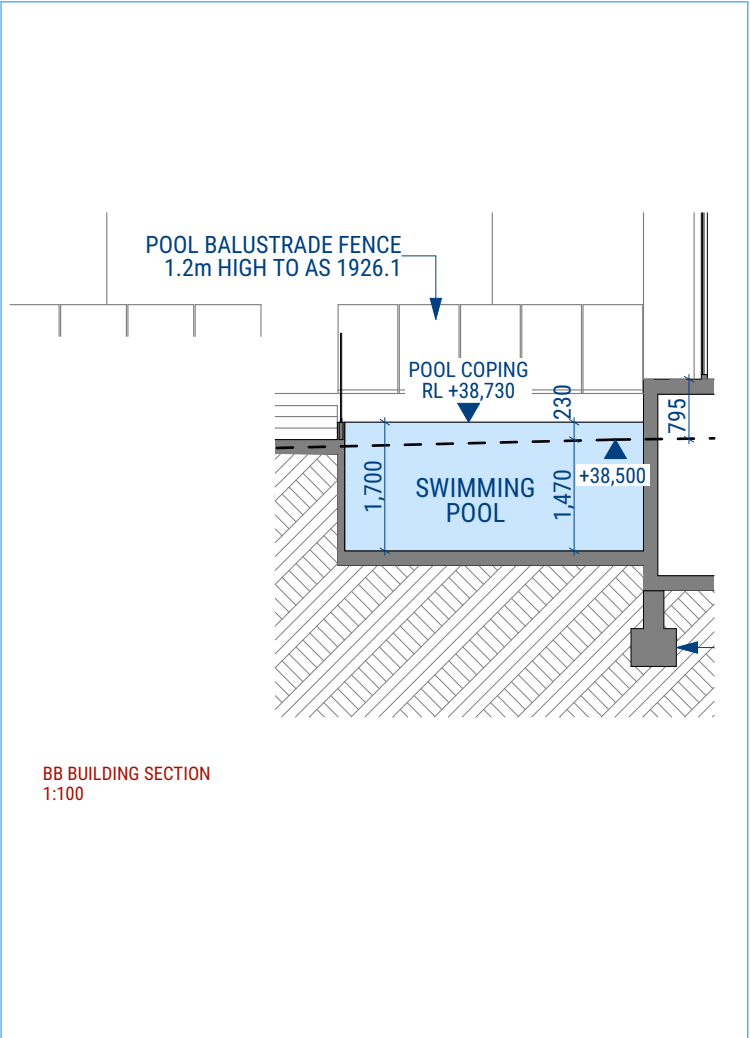 POOL BALUSTRADE FENCE
1.2m HIGH TO AS 1926.1
POOL COPING
RL +38,730
230
795
1,700
SWIMMING
POOL
1,470
+38,500
BB BUILDING SECTION
1:100